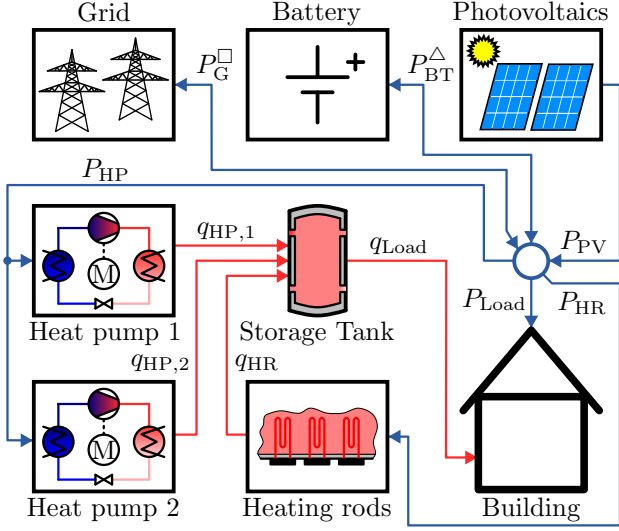 Grid Battery Photovoltaics
P_G^□ P_BT^△
+
P_HP
q_HP,1 q_Load P_PV
M
P_Load P_HR
Heat pump 1 Storage Tank
q_HP,2 q_HR
M
Heat pump 2 Heating rods Building